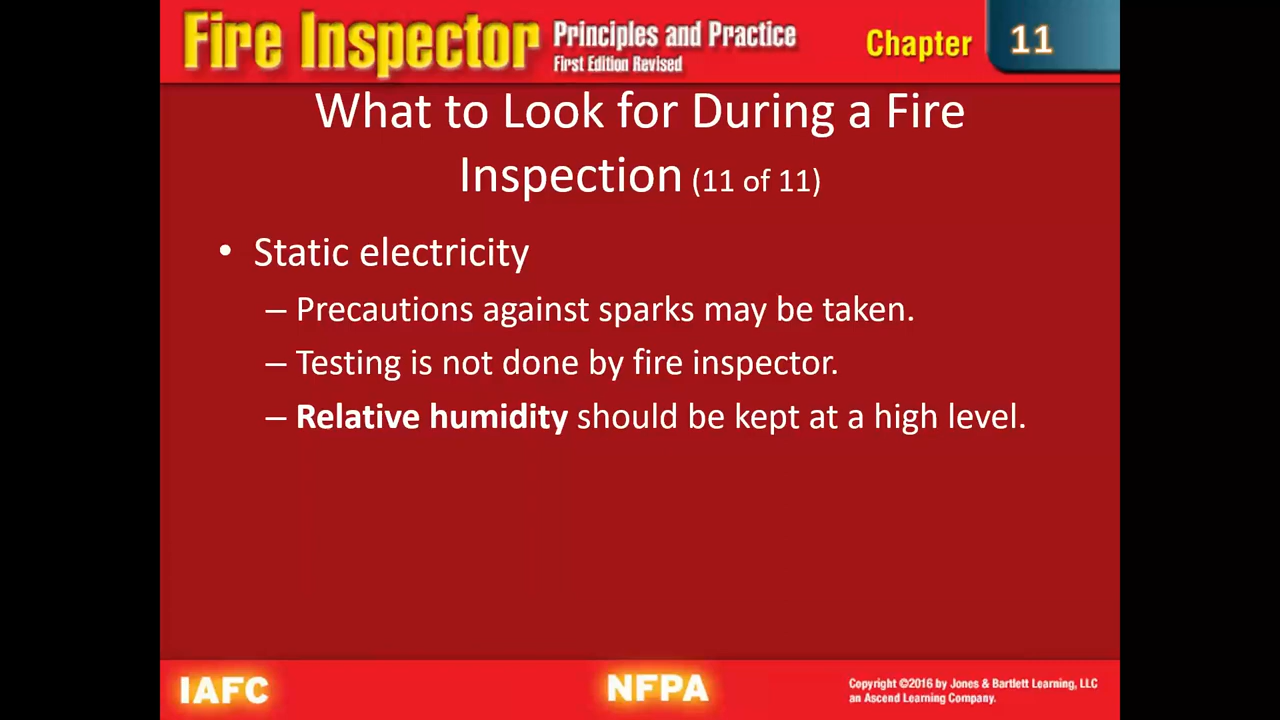 Fire Inspector Principles and Practice
First Edition Revised
Chapter 11
What to Look for During a Fire
Inspection (11 of 11)
• Static electricity
– Precautions against sparks may be taken.
– Testing is not done by fire inspector.
– Relative humidity should be kept at a high level.
IAFC
NFPA
Copyright ©2016 by Jones & Bartlett Learning, LLC
an Ascend Learning Company.